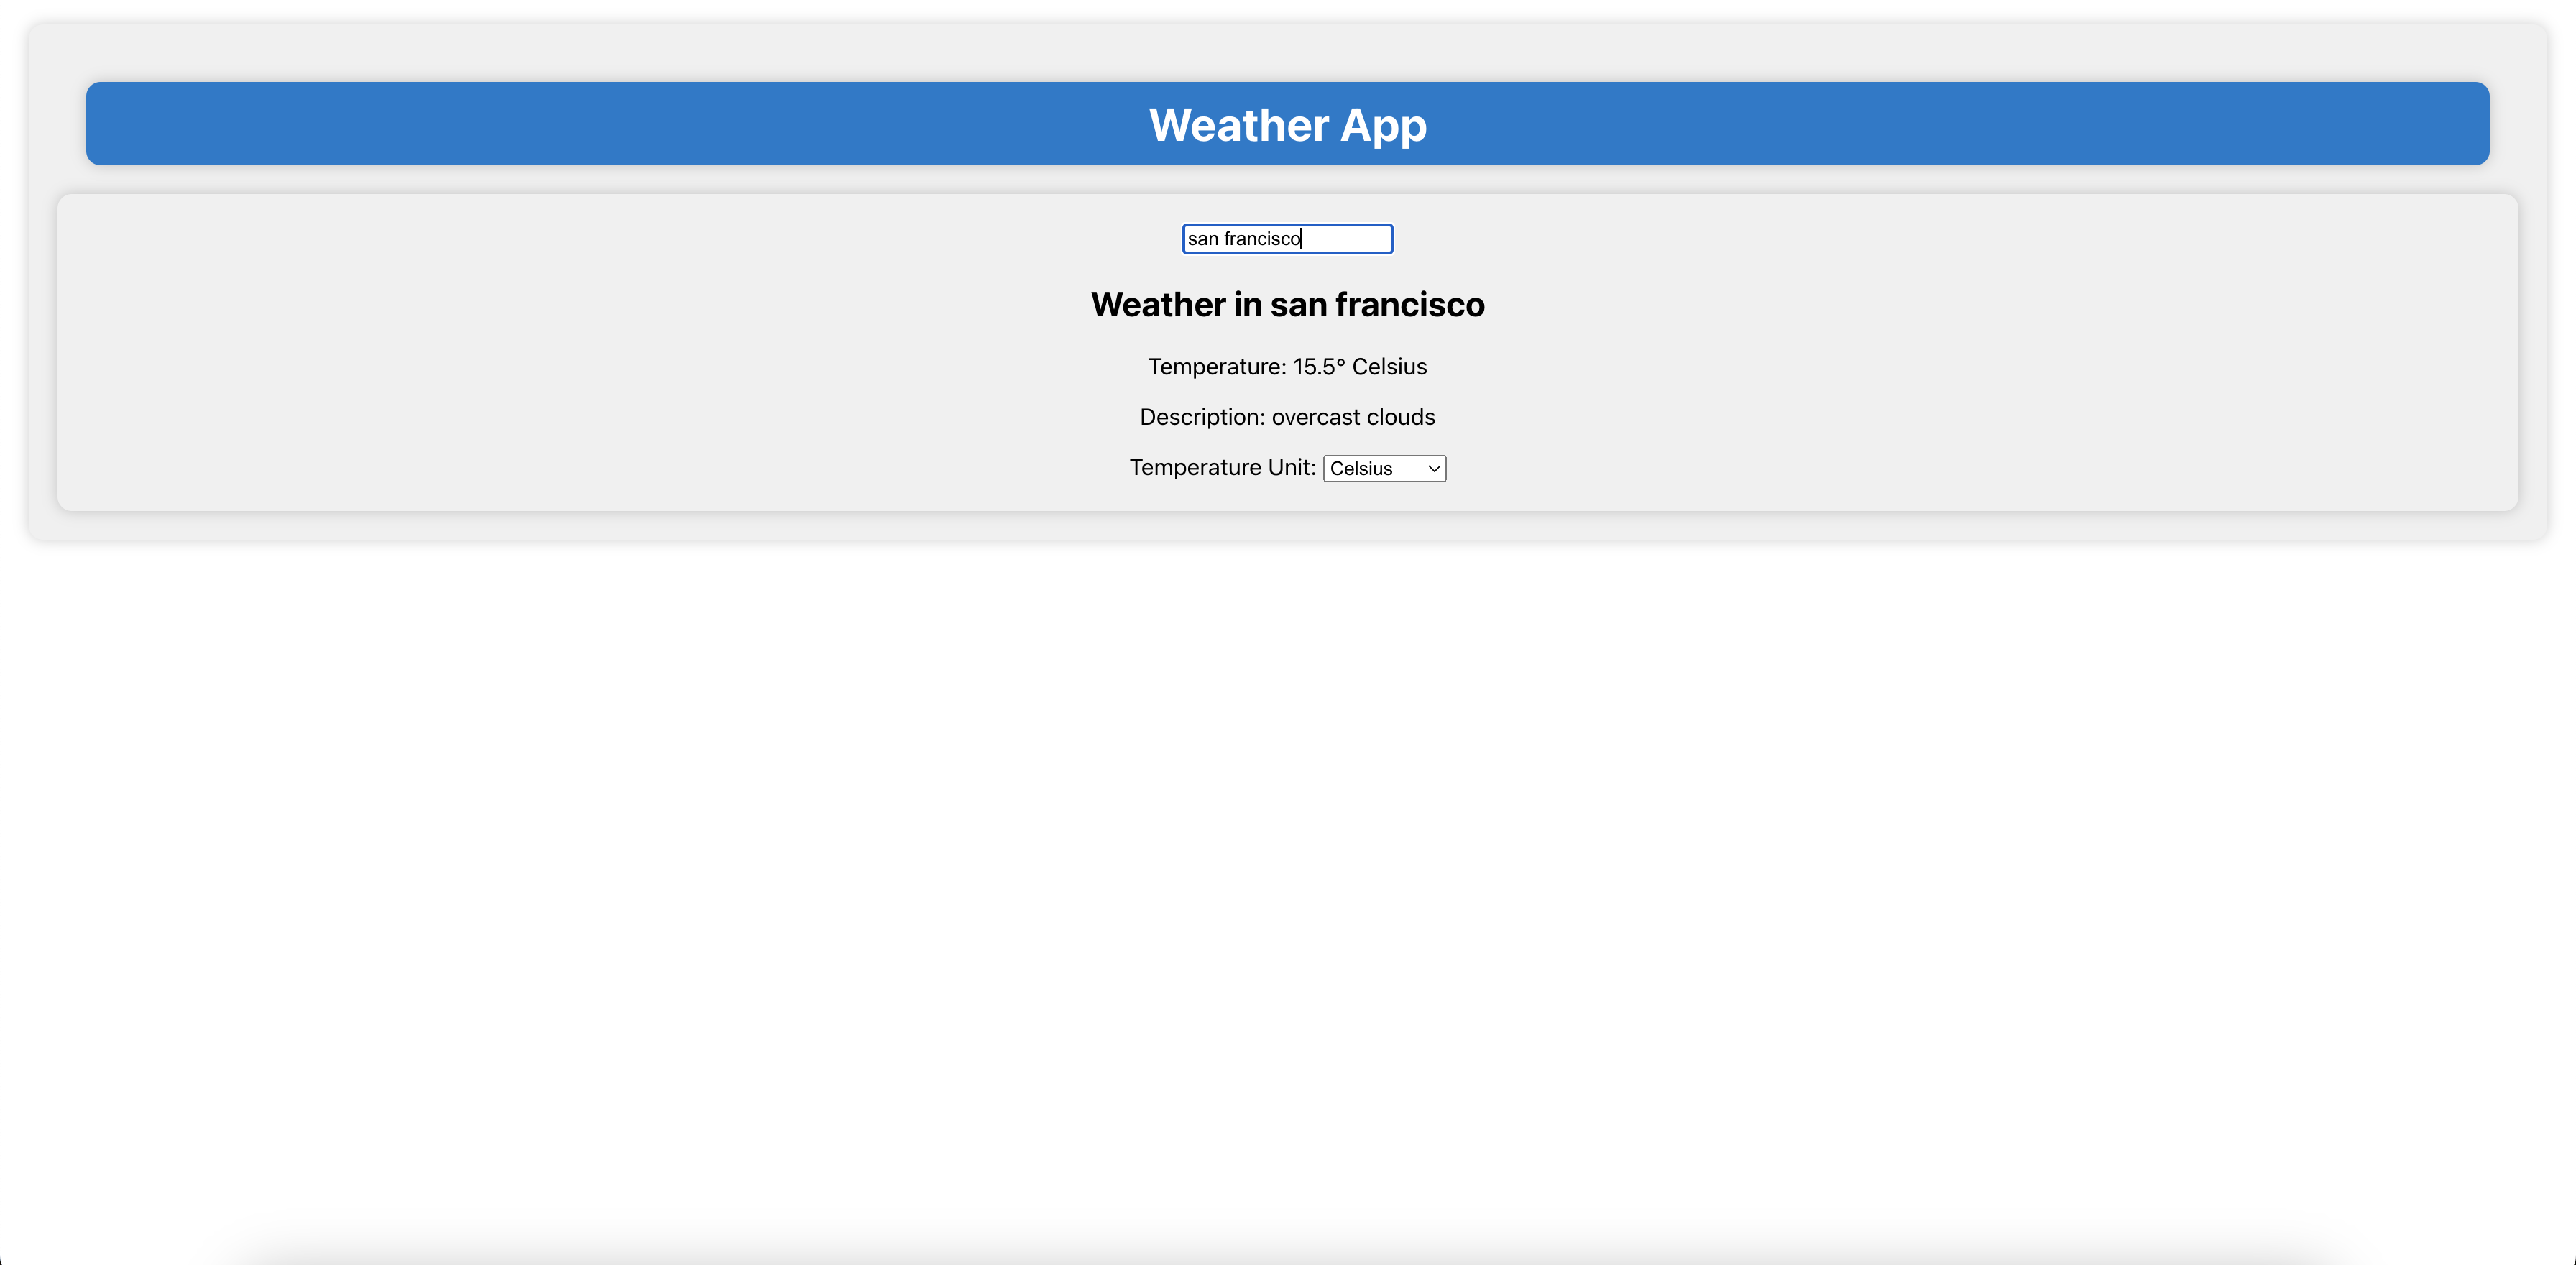 Weather App
san francisco
Weather in san francisco
Temperature: 15.5° Celsius
Description: overcast clouds
Temperature Unit: Celsius